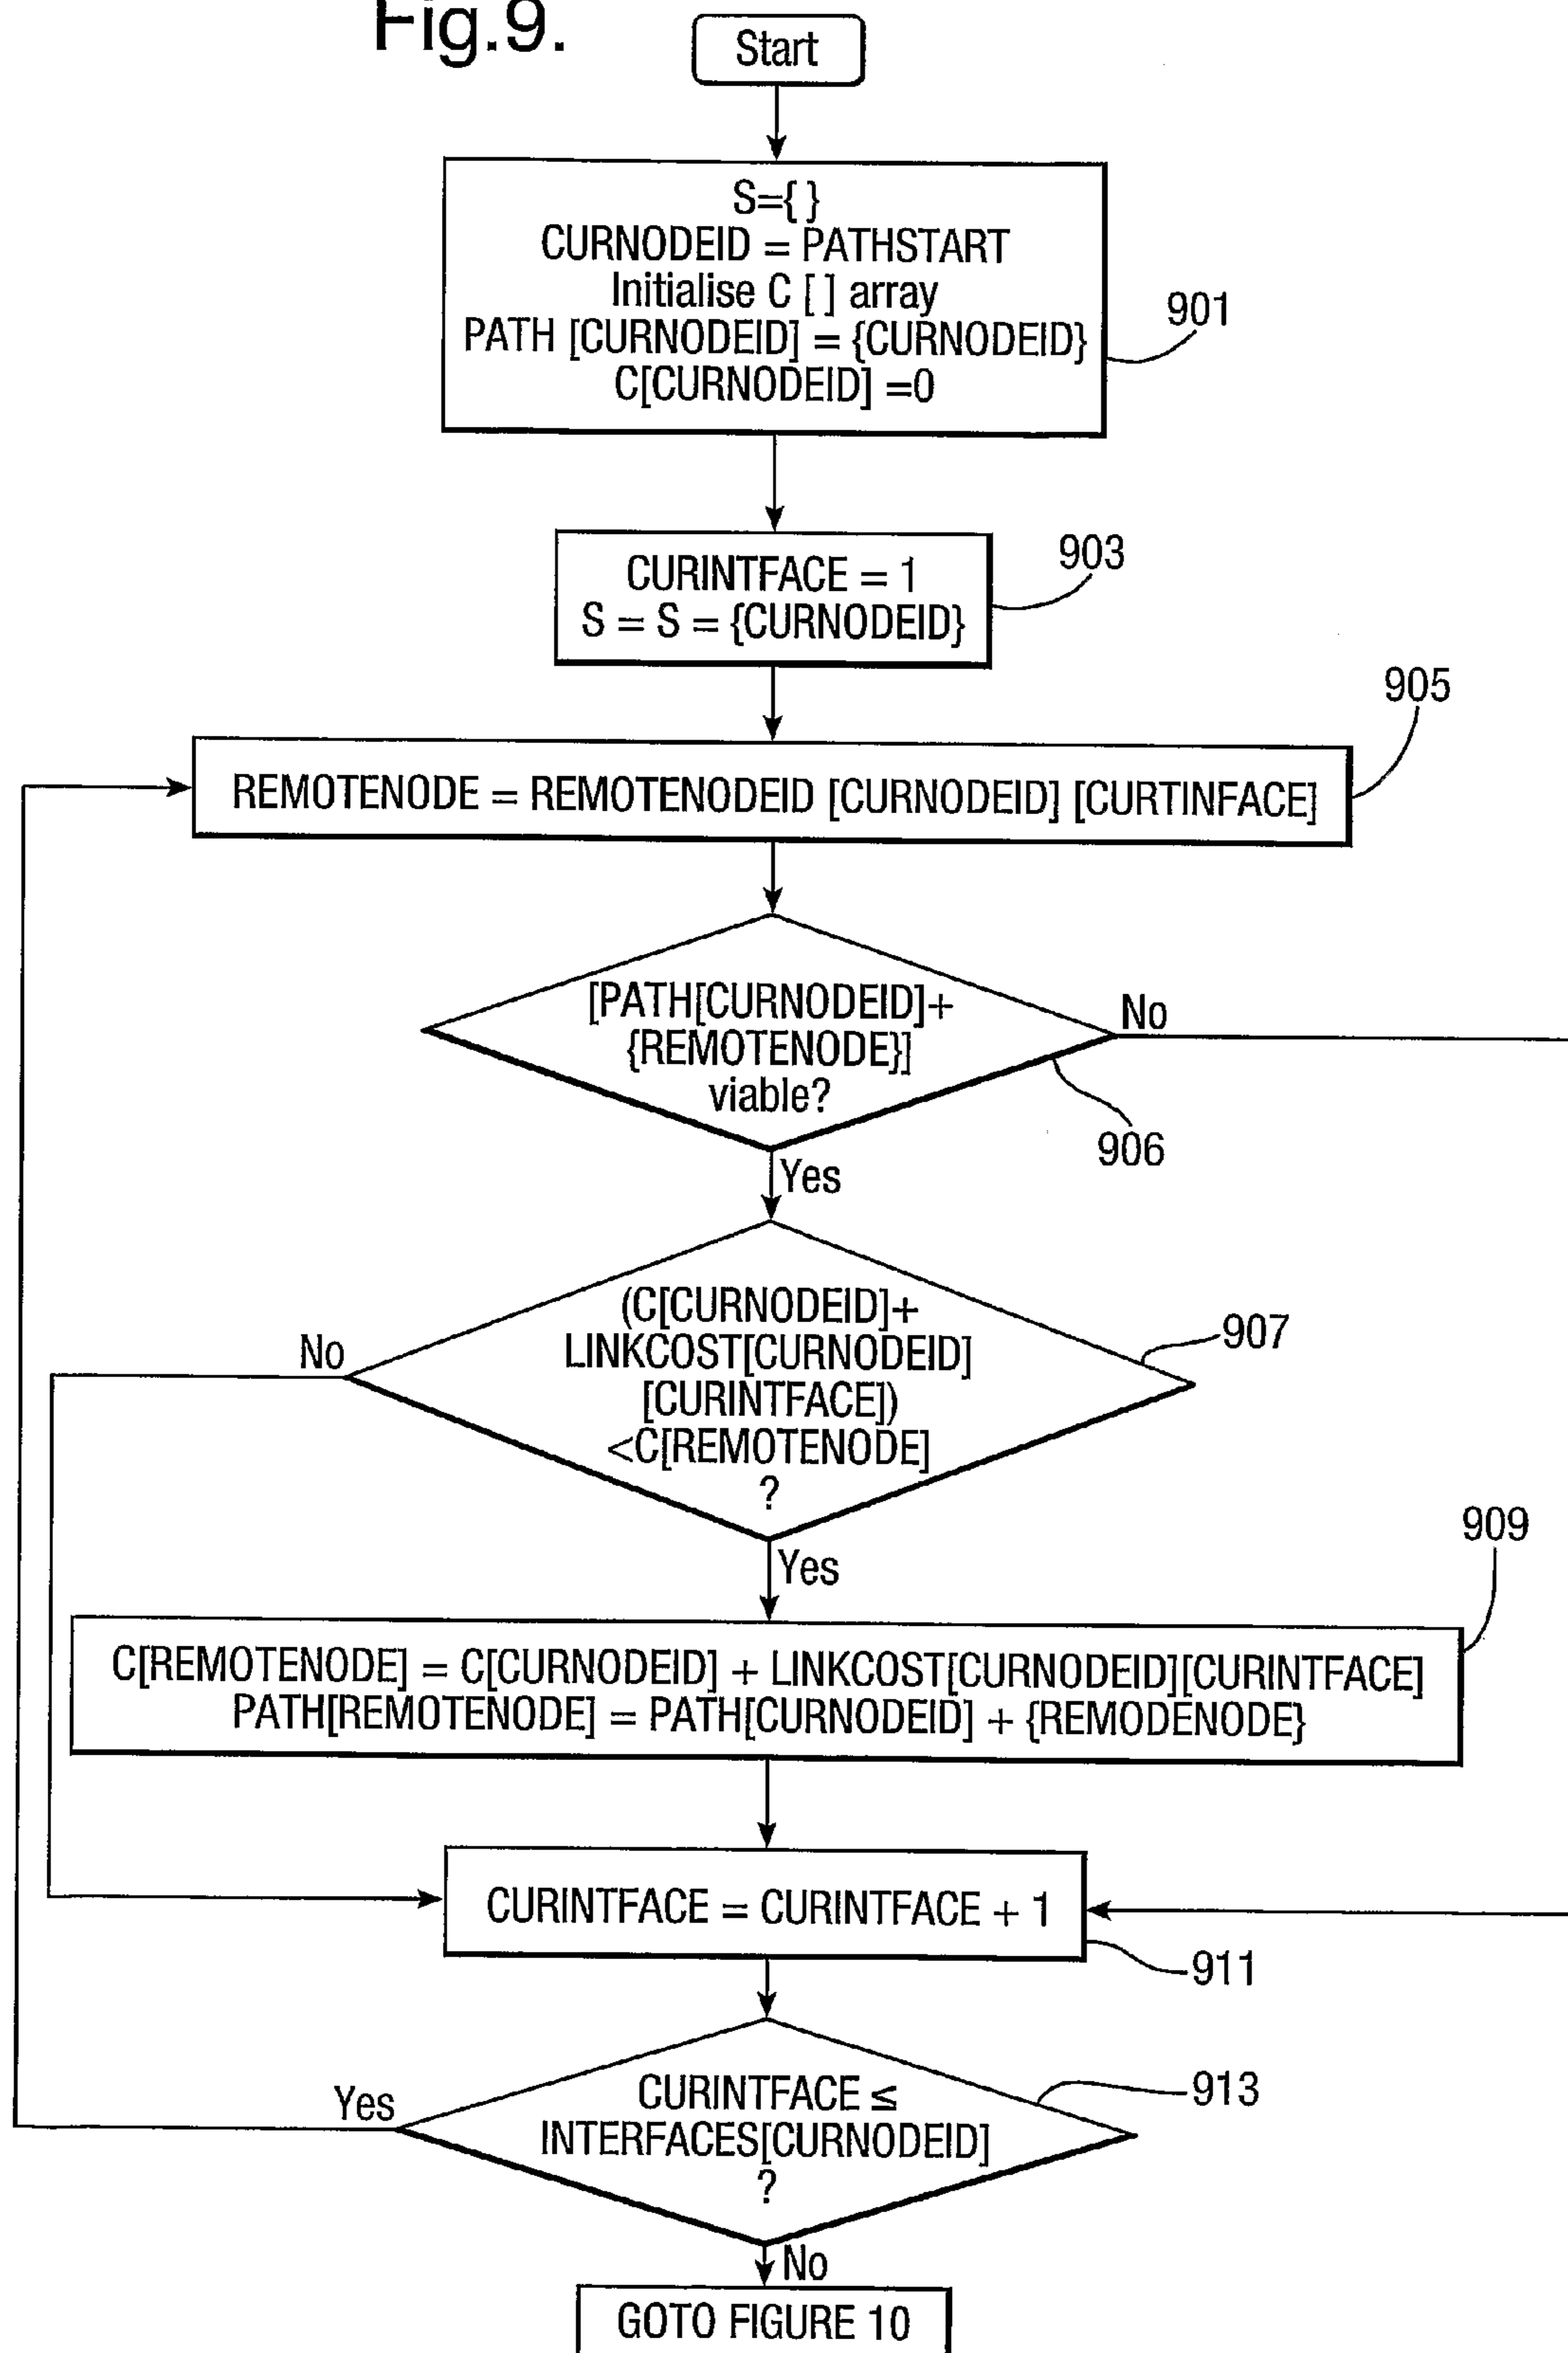 Fig.9.
Start
S={ }
CURNODEID = PATHSTART
Initialise C [ ] array
PATH [CURNODEID] = {CURNODEID}
C[CURNODEID] =0
901
CURINTFACE = 1
S = S = {CURNODEID}
903
905
REMOTENODE = REMOTENODEID [CURNODEID] [CURTINFACE]
[PATH[CURNODEID]+
{REMOTENODE}]
viable?
No
906
Yes
(C[CURNODEID]+
LINKCOST[CURNODEID]
[CURINTFACE])
<C[REMOTENODE]
?
No
907
Yes
909
C[REMOTENODE] = C[CURNODEID] + LINKCOST[CURNODEID][CURINTFACE]
PATH[REMOTENODE] = PATH[CURNODEID] + {REMODENODE}
CURINTFACE = CURINTFACE + 1
911
CURINTFACE ≤
INTERFACES[CURNODEID]
?
Yes
913
No
GOTO FIGURE 10